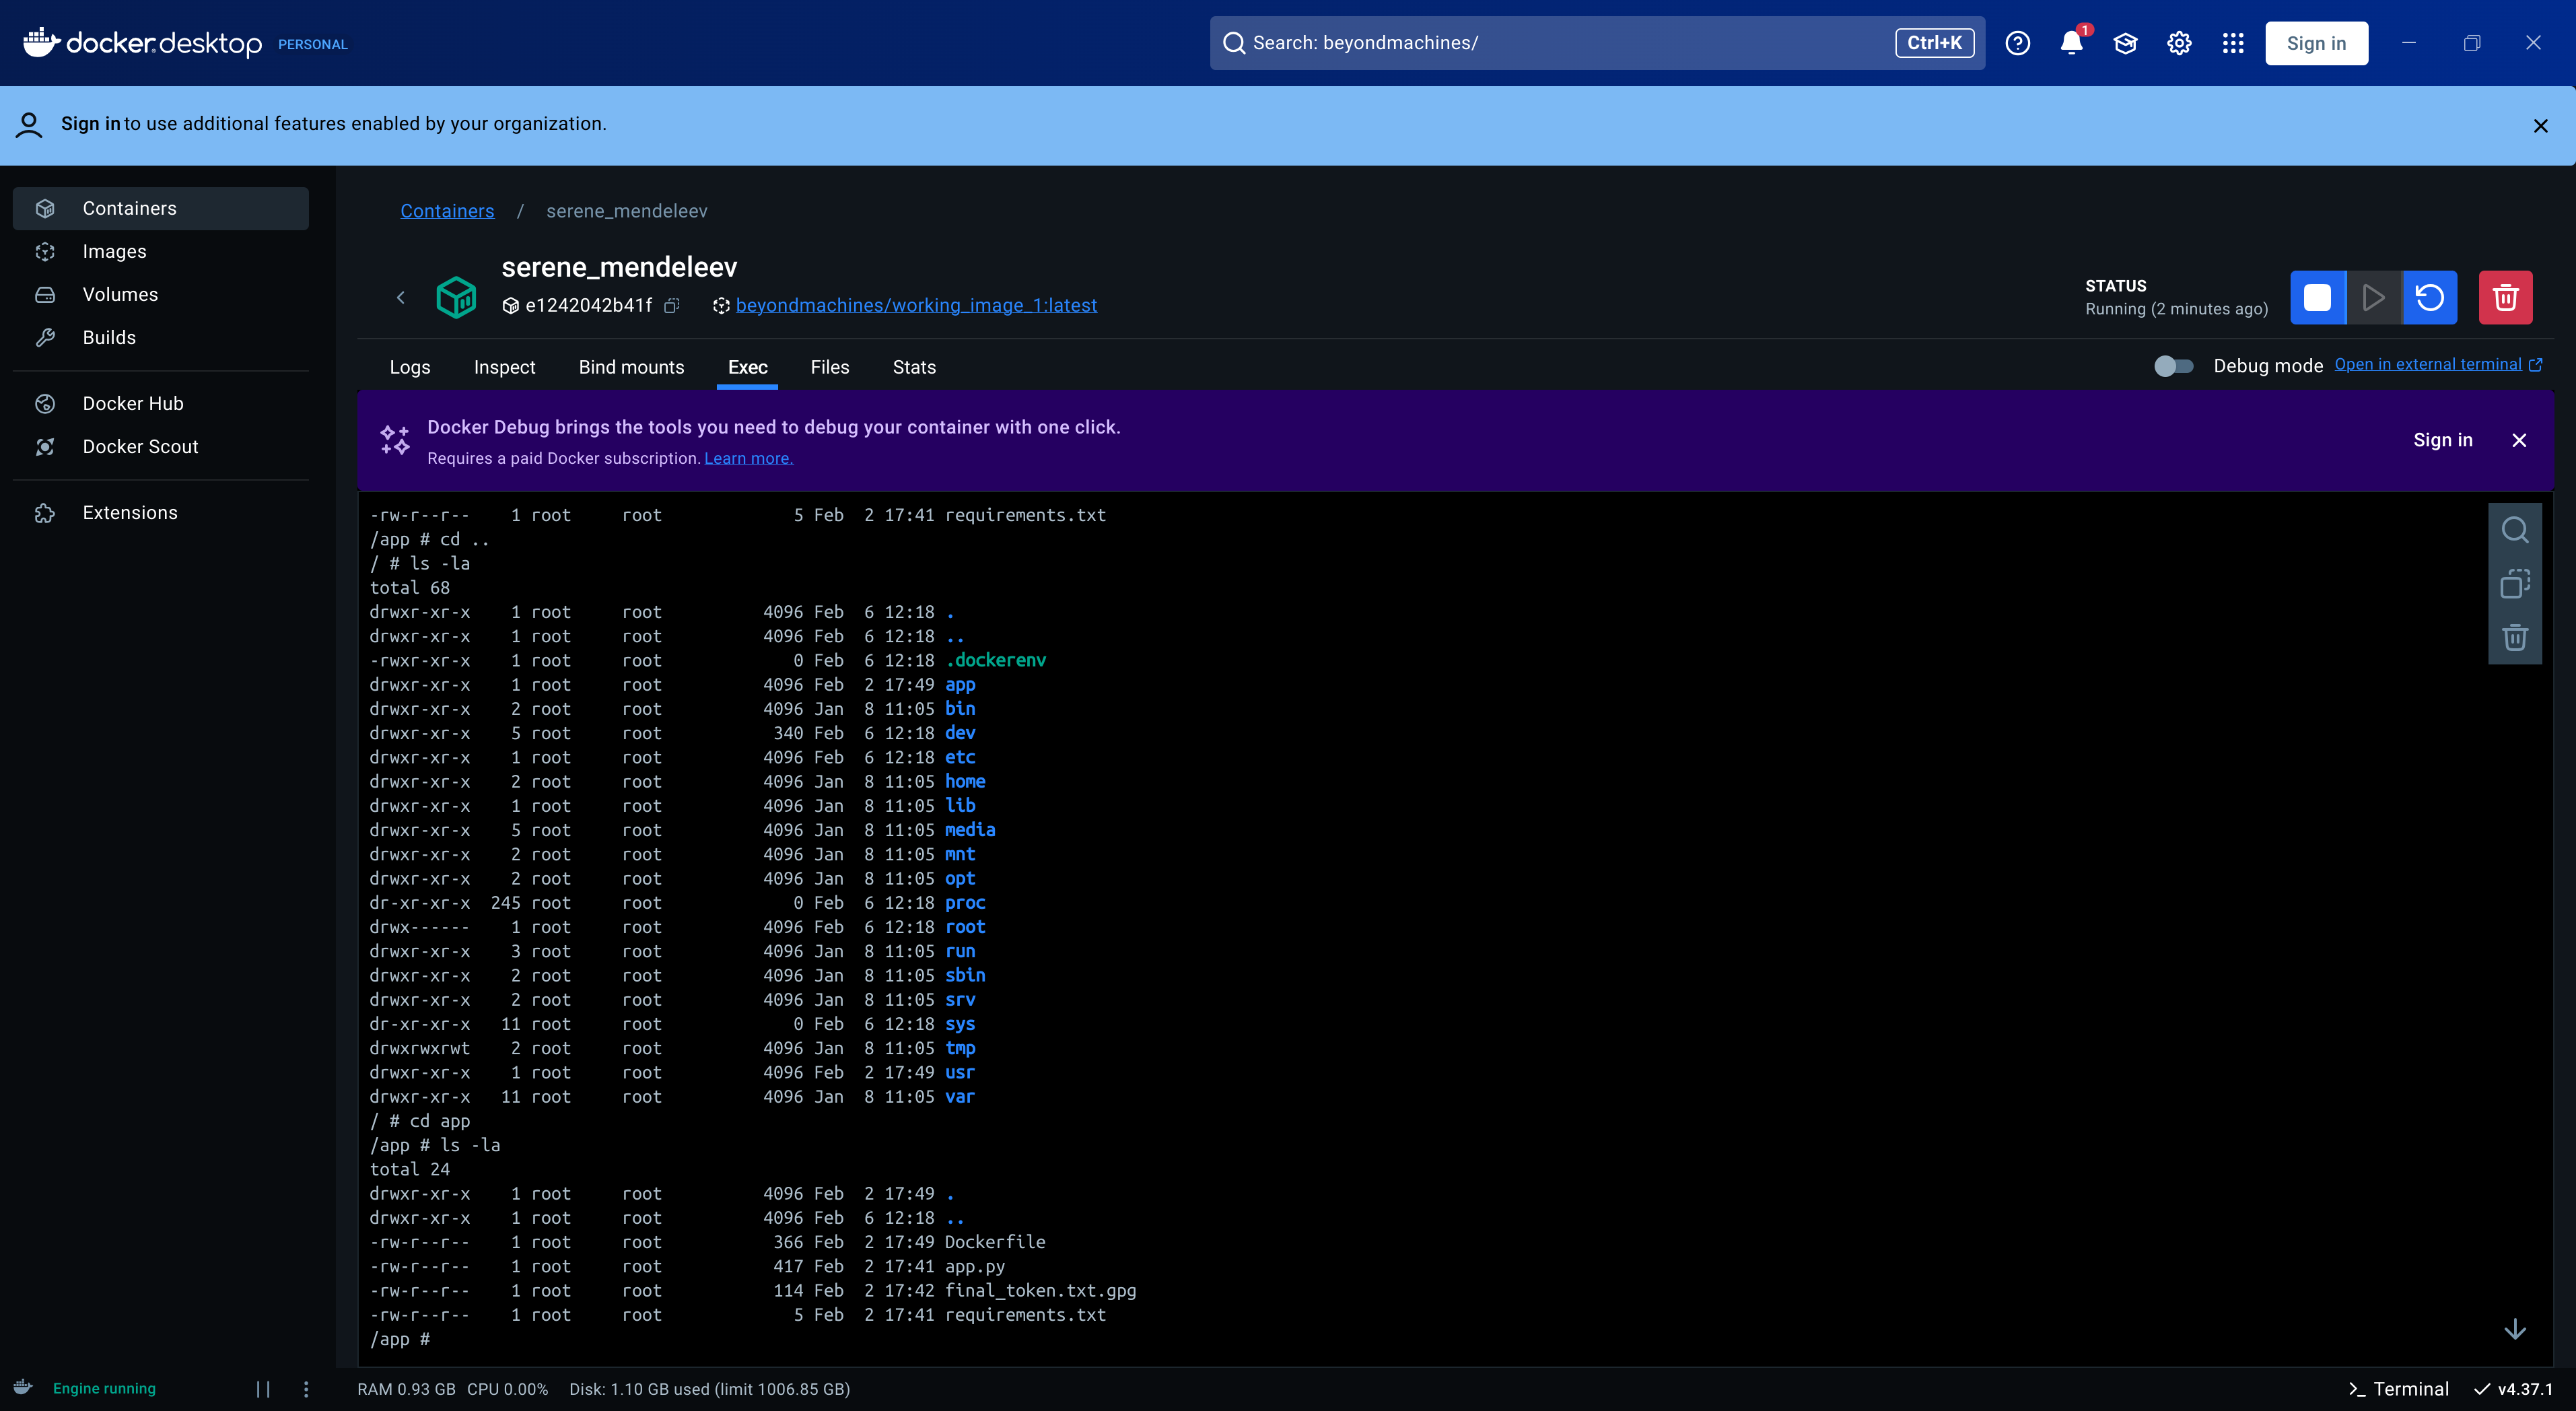 docker.desktop PERSONAL
Search: beyondmachines/ Ctrl+K
1
Sign in
Sign in to use additional features enabled by your organization.
Containers
Images
Volumes
Builds
Docker Hub
Docker Scout
Extensions
Containers / serene_mendeleev
serene_mendeleev
e1242042b41f beyondmachines/working_image_1:latest
STATUS
Running (2 minutes ago)
Logs Inspect Bind mounts Exec Files Stats
Debug mode Open in external terminal
Docker Debug brings the tools you need to debug your container with one click.
Requires a paid Docker subscription. Learn more.
Sign in
-rw-r--r-- 1 root root 5 Feb 2 17:41 requirements.txt
/app # cd ..
/ # ls -la
total 68
drwxr-xr-x 1 root root 4096 Feb 6 12:18 .
drwxr-xr-x 1 root root 4096 Feb 6 12:18 ..
-rwxr-xr-x 1 root root 0 Feb 6 12:18 .dockerenv
drwxr-xr-x 1 root root 4096 Feb 2 17:49 app
drwxr-xr-x 2 root root 4096 Jan 8 11:05 bin
drwxr-xr-x 5 root root 340 Feb 6 12:18 dev
drwxr-xr-x 1 root root 4096 Feb 6 12:18 etc
drwxr-xr-x 2 root root 4096 Jan 8 11:05 home
drwxr-xr-x 1 root root 4096 Jan 8 11:05 lib
drwxr-xr-x 5 root root 4096 Jan 8 11:05 media
drwxr-xr-x 2 root root 4096 Jan 8 11:05 mnt
drwxr-xr-x 2 root root 4096 Jan 8 11:05 opt
dr-xr-xr-x 245 root root 0 Feb 6 12:18 proc
drwx------ 1 root root 4096 Feb 6 12:18 root
drwxr-xr-x 3 root root 4096 Jan 8 11:05 run
drwxr-xr-x 2 root root 4096 Jan 8 11:05 sbin
drwxr-xr-x 2 root root 4096 Jan 8 11:05 srv
dr-xr-xr-x 11 root root 0 Feb 6 12:18 sys
drwxrwxrwt 2 root root 4096 Jan 8 11:05 tmp
drwxr-xr-x 1 root root 4096 Feb 2 17:49 usr
drwxr-xr-x 11 root root 4096 Jan 8 11:05 var
/ # cd app
/app # ls -la
total 24
drwxr-xr-x 1 root root 4096 Feb 2 17:49 .
drwxr-xr-x 1 root root 4096 Feb 6 12:18 ..
-rw-r--r-- 1 root root 366 Feb 2 17:49 Dockerfile
-rw-r--r-- 1 root root 417 Feb 2 17:41 app.py
-rw-r--r-- 1 root root 114 Feb 2 17:42 final_token.txt.gpg
-rw-r--r-- 1 root root 5 Feb 2 17:41 requirements.txt
/app #
Engine running RAM 0.93 GB CPU 0.00% Disk: 1.10 GB used (limit 1006.85 GB) >_ Terminal v4.37.1